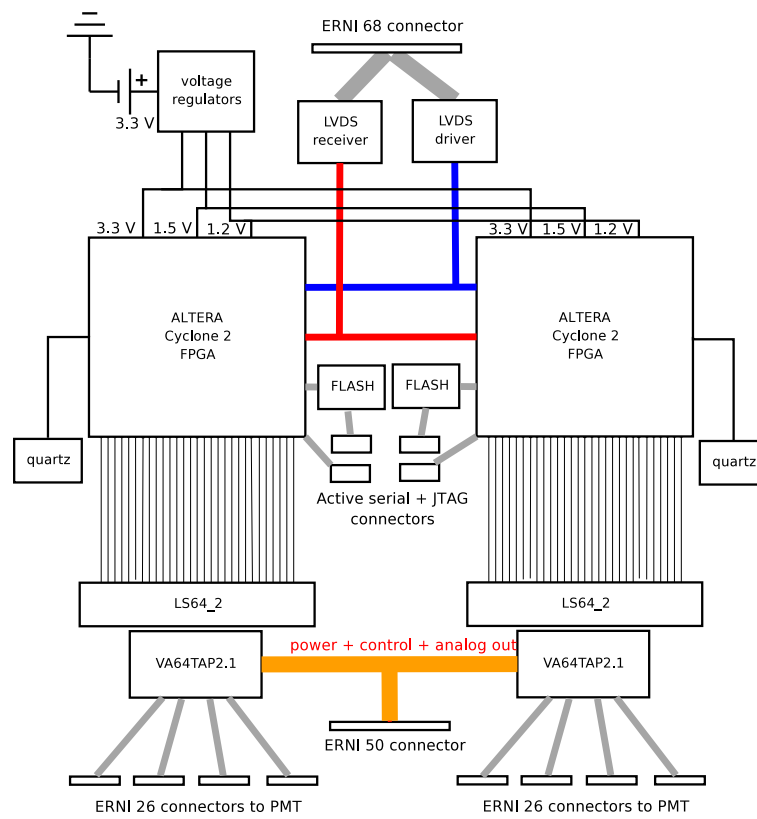 ERNI 68 connector
+
voltage
regulators
3.3 V
LVDS
receiver
LVDS
driver
3.3 V 1.5 V 1.2 V
3.3 V 1.5 V 1.2 V
ALTERA
Cyclone 2
FPGA
ALTERA
Cyclone 2
FPGA
FLASH
FLASH
quartz
quartz
Active serial + JTAG
connectors
LS64_2
LS64_2
power + control + analog out
VA64TAP2.1
VA64TAP2.1
ERNI 50 connector
ERNI 26 connectors to PMT
ERNI 26 connectors to PMT